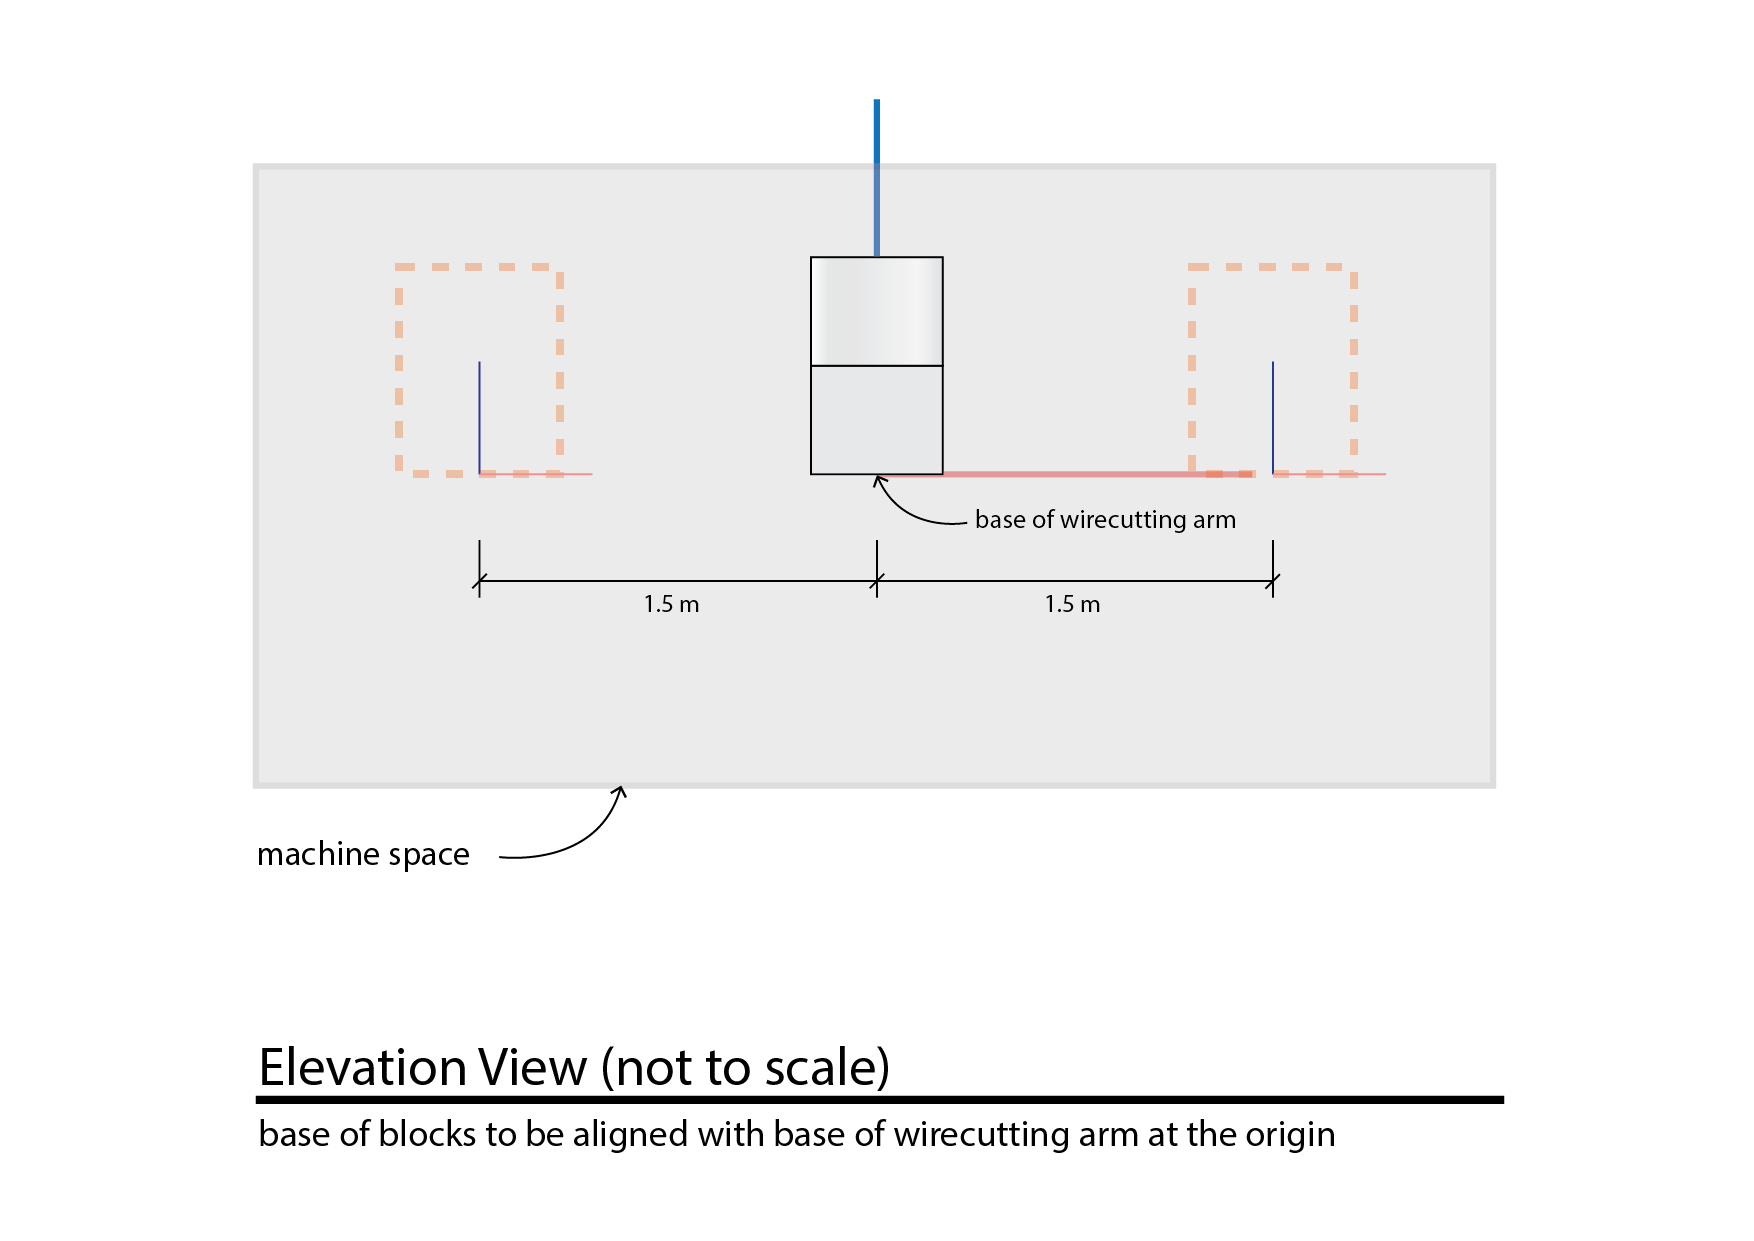 base of wirecutting arm
1.5 m
1.5 m
machine space
Elevation View (not to scale)
base of blocks to be aligned with base of wirecutting arm at the origin